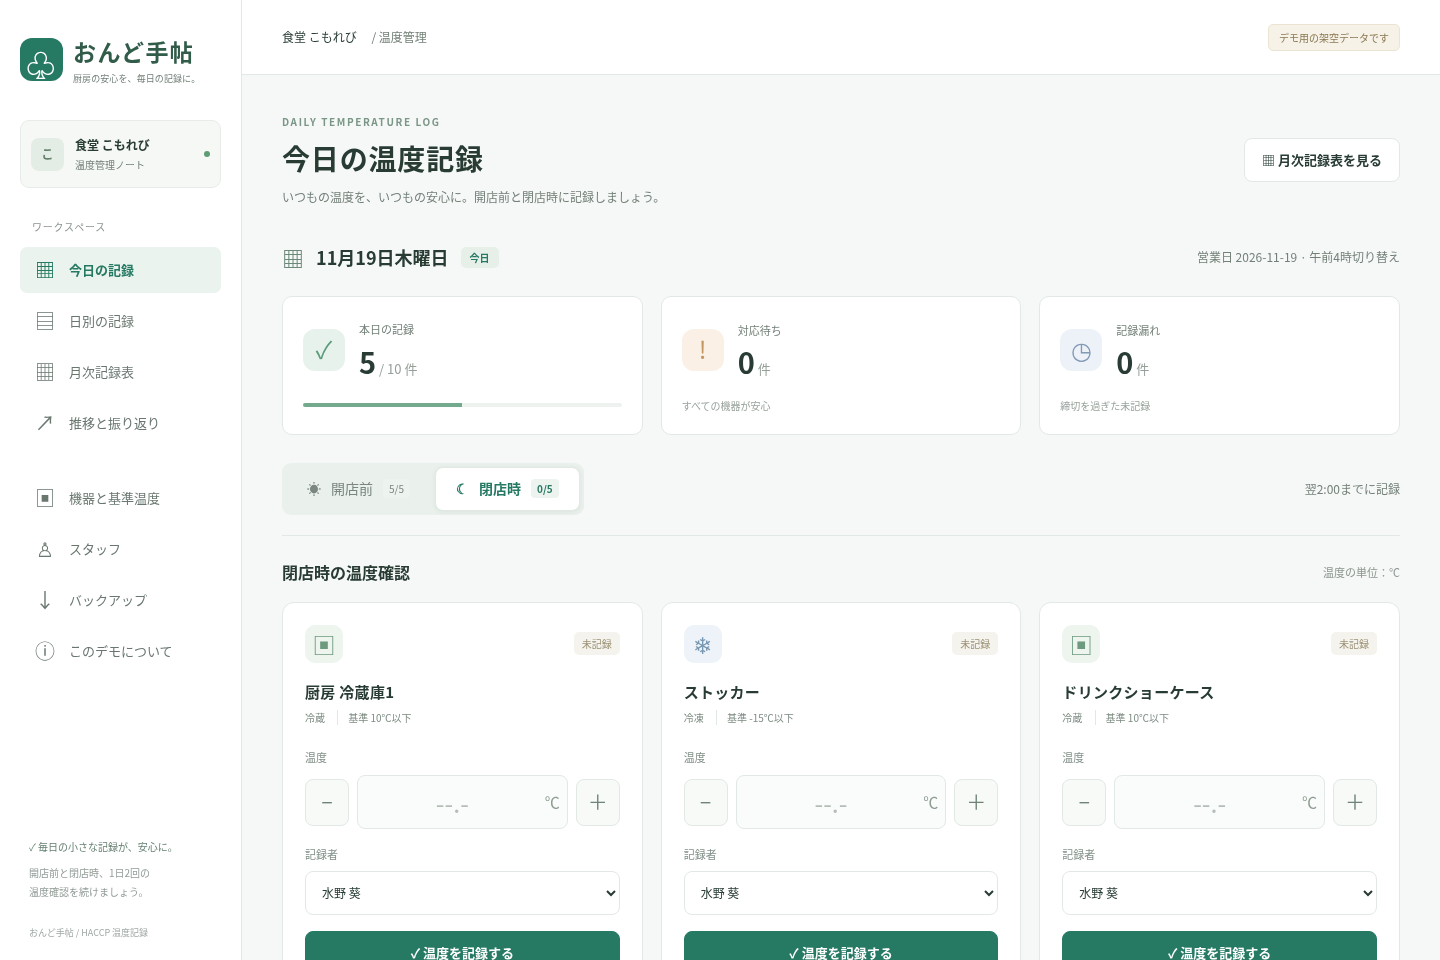 おんど手帖
厨房の安心を、毎日の記録に。
こ
食堂 こもれび
温度管理ノート
ワークスペース
今日の記録
日別の記録
月次記録表
推移と振り返り
機器と基準温度
スタッフ
バックアップ
このデモについて
✓ 毎日の小さな記録が、安心に。
開店前と閉店時、1日2回の
温度確認を続けましょう。
おんど手帖 / HACCP 温度記録
食堂 こもれび / 温度管理
デモ用の架空データです
DAILY TEMPERATURE LOG
今日の温度記録
いつもの温度を、いつもの安心に。開店前と閉店時に記録しましょう。
▦ 月次記録表を見る
11月19日木曜日 今日
営業日 2026-11-19 · 午前4時切り替え
本日の記録
5 / 10 件
対応待ち
0 件
すべての機器が安心
記録漏れ
0 件
締切を過ぎた未記録
開店前 5/5
閉店時 0/5
翌2:00までに記録
閉店時の温度確認
温度の単位：℃
未記録
厨房 冷蔵庫1
冷蔵 基準 10℃以下
温度
− --.- ℃ ＋
記録者
水野 葵
✓ 温度を記録する
未記録
ストッカー
冷凍 基準 -15℃以下
温度
− --.- ℃ ＋
記録者
水野 葵
✓ 温度を記録する
未記録
ドリンクショーケース
冷蔵 基準 10℃以下
温度
− --.- ℃ ＋
記録者
水野 葵
✓ 温度を記録する